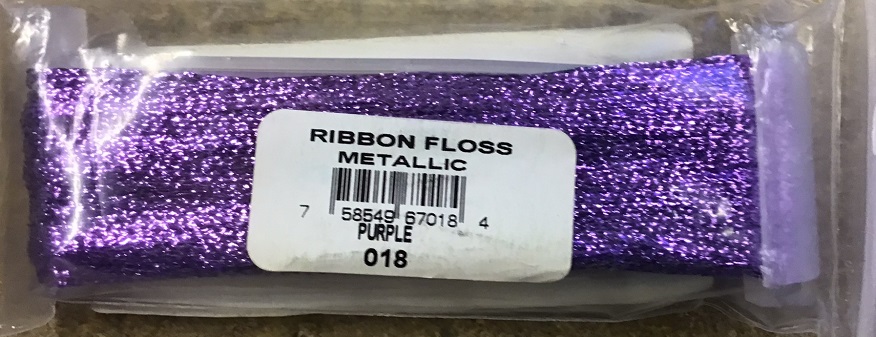 RIBBON FLOSS
METALLIC
7 58549 67018 4
PURPLE
018